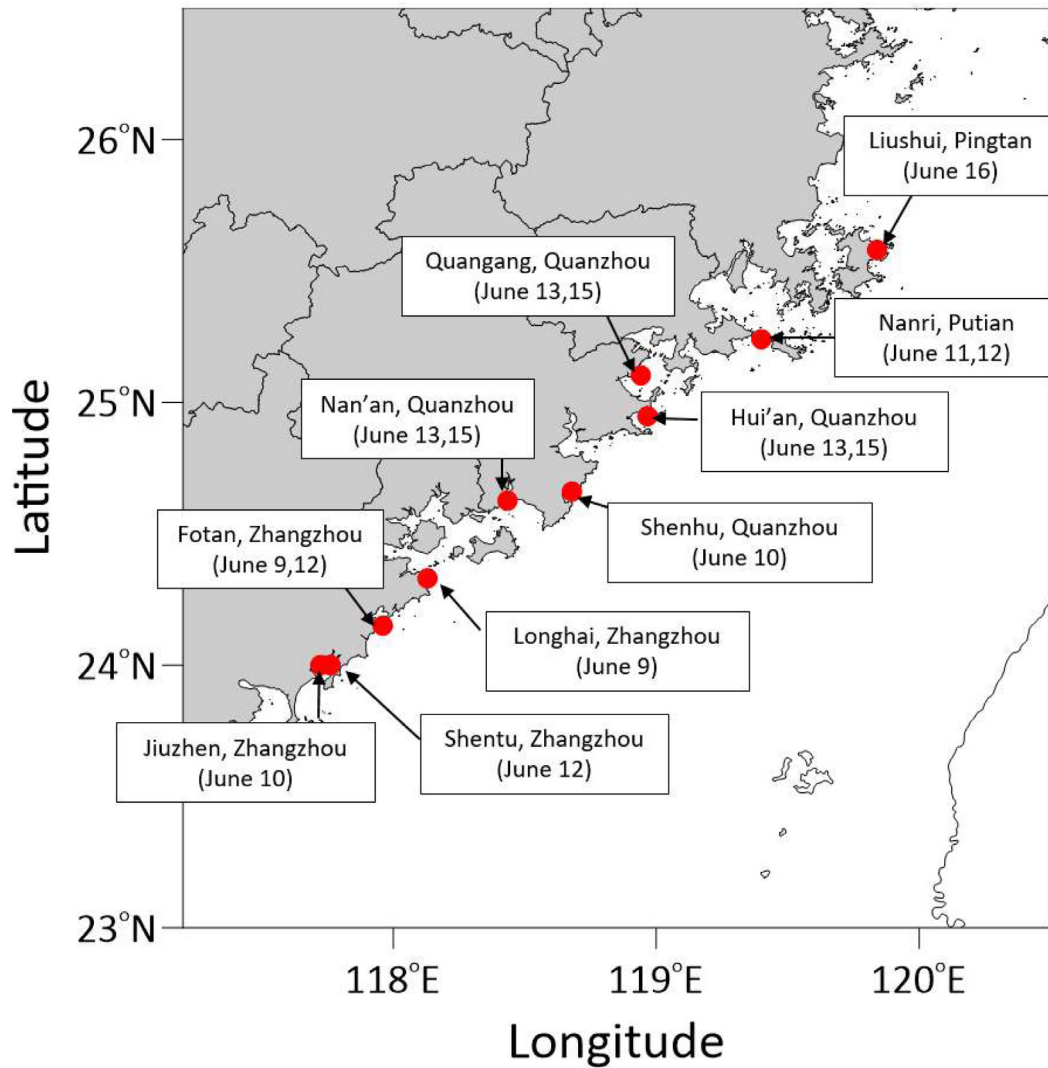 26°N
25°N
24°N
23°N
Latitude
Liushui, Pingtan
(June 16)
Quangang, Quanzhou
(June 13,15)
Nanri, Putian
(June 11,12)
Nan'an, Quanzhou
(June 13,15)
Hui'an, Quanzhou
(June 13,15)
Fotan, Zhangzhou
(June 9,12)
Shenhu, Quanzhou
(June 10)
Longhai, Zhangzhou
(June 9)
Jiuzhen, Zhangzhou
(June 10)
Shentu, Zhangzhou
(June 12)
118°E
119°E
120°E
Longitude